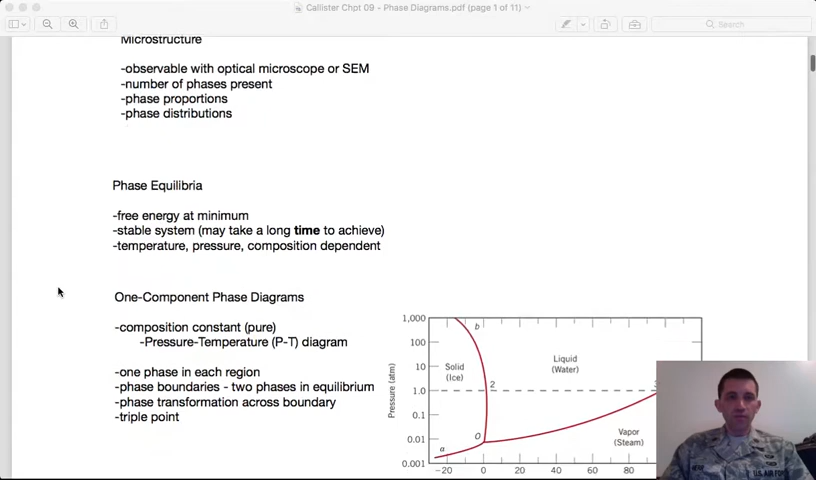 Callister Chpt 09 - Phase Diagrams.pdf (page 1 of 11)
Search
Microstructure
-observable with optical microscope or SEM
-number of phases present
-phase proportions
-phase distributions
Phase Equilibria
-free energy at minimum
-stable system (may take a long time to achieve)
-temperature, pressure, composition dependent
One-Component Phase Diagrams
-composition constant (pure)
-Pressure-Temperature (P-T) diagram
-one phase in each region
-phase boundaries - two phases in equilibrium
-phase transformation across boundary
-triple point
Pressure (atm)
1,000
100
10
1.0
0.1
0.01
0.001
b
Solid
(Ice)
Liquid
(Water)
2
3
O
Vapor
(Steam)
a
−20
0
20
40
60
80
U.S. AIR FORCE